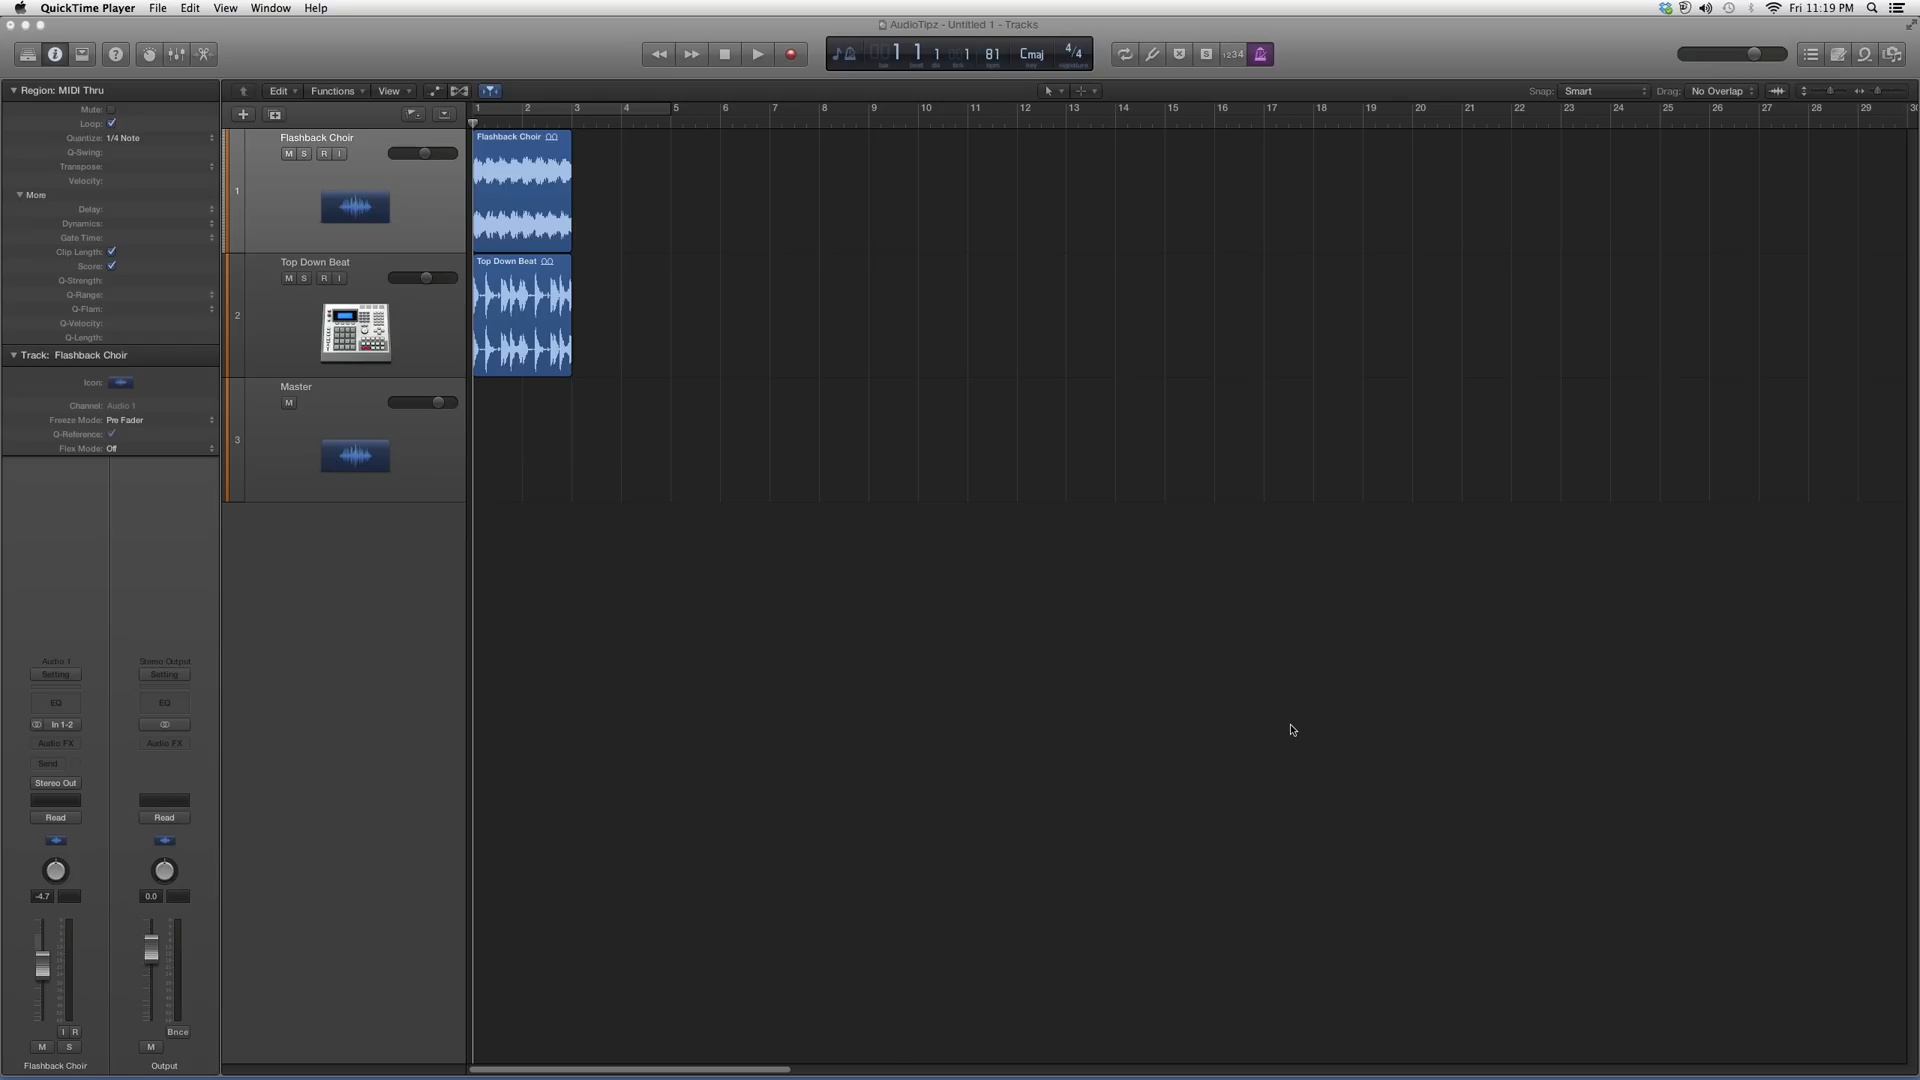 QuickTime Player File Edit View Window Help
Fri 11:19 PM
AudioTipz - Untitled 1 - Tracks
1 1 1 1 81 Cmaj 4/4
1234
Region: MIDI Thru
Edit Functions View
Snap: Smart Drag: No Overlap
1 2 3 4 5 6 7 8 9 10 11 12 13 14 15 16 17 18 19 20 21 22 23 24 25 26 27 28 29 30
Mute:
Loop:
Quantize: 1/4 Note
Q-Swing:
Transpose:
Velocity:
More
Delay:
Dynamics:
Gate Time:
Clip Length:
Score:
Q-Strength:
Q-Range:
Q-Flam:
Q-Velocity:
Q-Length:
Track: Flashback Choir
Icon:
Channel: Audio 1
Freeze Mode: Pre Fader
Q-Reference:
Flex Mode: Off
1
Flashback Choir
M S R I
Flashback Choir
2
Top Down Beat
M S R I
Top Down Beat
3
Master
M
Audio 1 Stereo Output
Setting Setting
EQ EQ
In 1-2
Audio FX Audio FX
Send
Stereo Out
Read Read
-4.7 0.0
I R Bnce
M S M
Flashback Choir Output